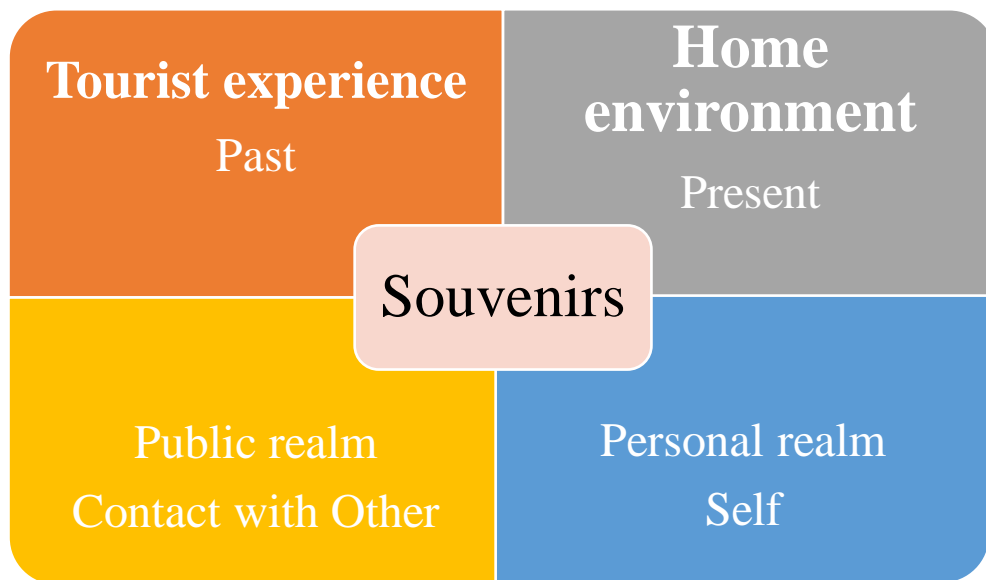 Tourist experience
Past
Home
environment
Present
Souvenirs
Public realm
Contact with Other
Personal realm
Self